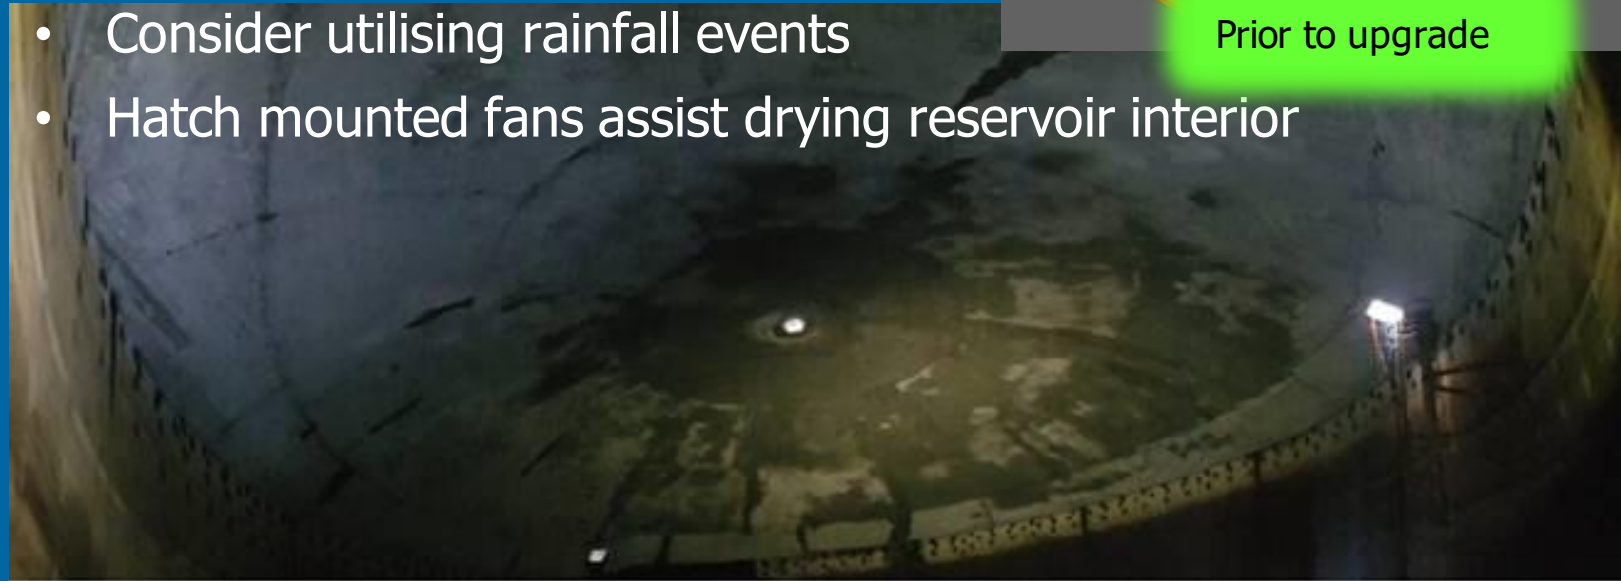 • Consider utilising rainfall events
Prior to upgrade
• Hatch mounted fans assist drying reservoir interior